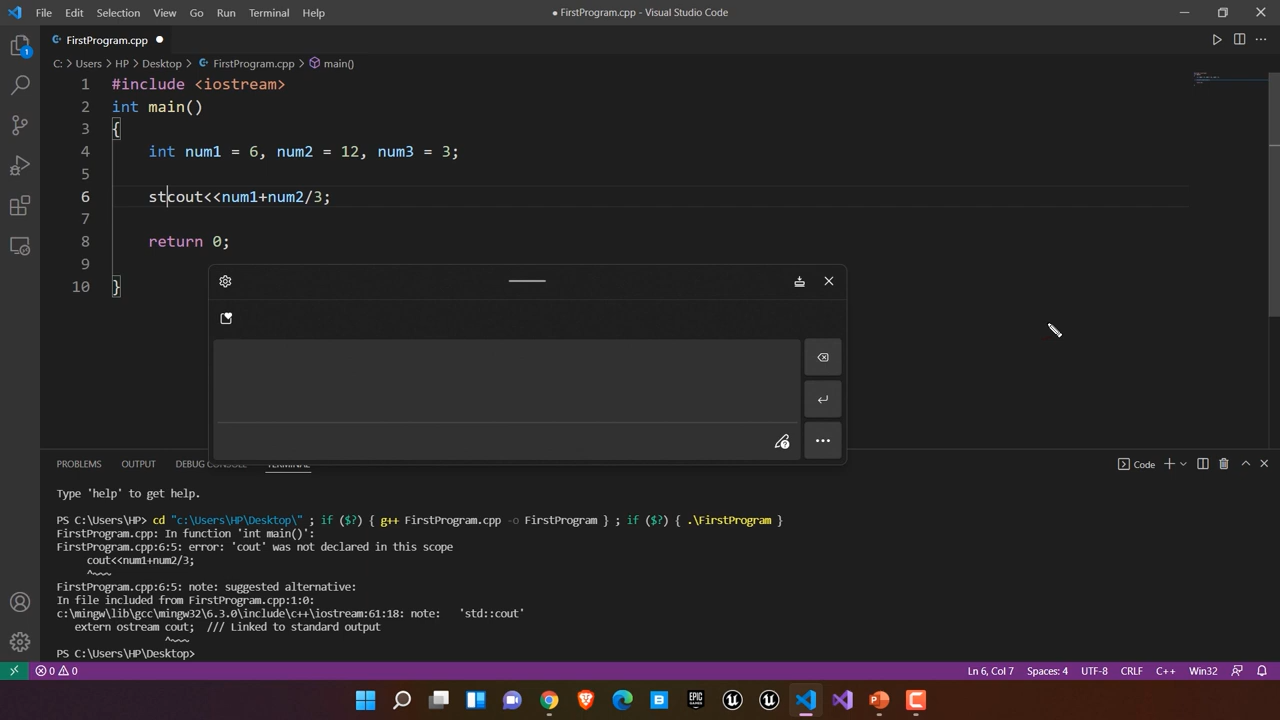 File Edit Selection View Go Run Terminal Help ● FirstProgram.cpp - Visual Studio Code
FirstProgram.cpp ●
C: > Users > HP > Desktop > FirstProgram.cpp > main()
1 #include <iostream>
2 int main()
3 {
4 int num1 = 6, num2 = 12, num3 = 3;
5
6 stcout<<num1+num2/3;
7
8 return 0;
9
10 }
PROBLEMS OUTPUT DEBUG CONSOLE TERMINAL Code
Type 'help' to get help.
PS C:\Users\HP> cd "c:\Users\HP\Desktop\" ; if ($?) { g++ FirstProgram.cpp -o FirstProgram } ; if ($?) { .\FirstProgram }
FirstProgram.cpp: In function 'int main()':
FirstProgram.cpp:6:5: error: 'cout' was not declared in this scope
cout<<num1+num2/3;
^~~~
FirstProgram.cpp:6:5: note: suggested alternative:
In file included from FirstProgram.cpp:1:0:
c:\mingw\lib\gcc\mingw32\6.3.0\include\c++\iostream:61:18: note: 'std::cout'
extern ostream cout; /// Linked to standard output
^~~~
PS C:\Users\HP\Desktop>
0 0 Ln 6, Col 7 Spaces: 4 UTF-8 CRLF C++ Win32